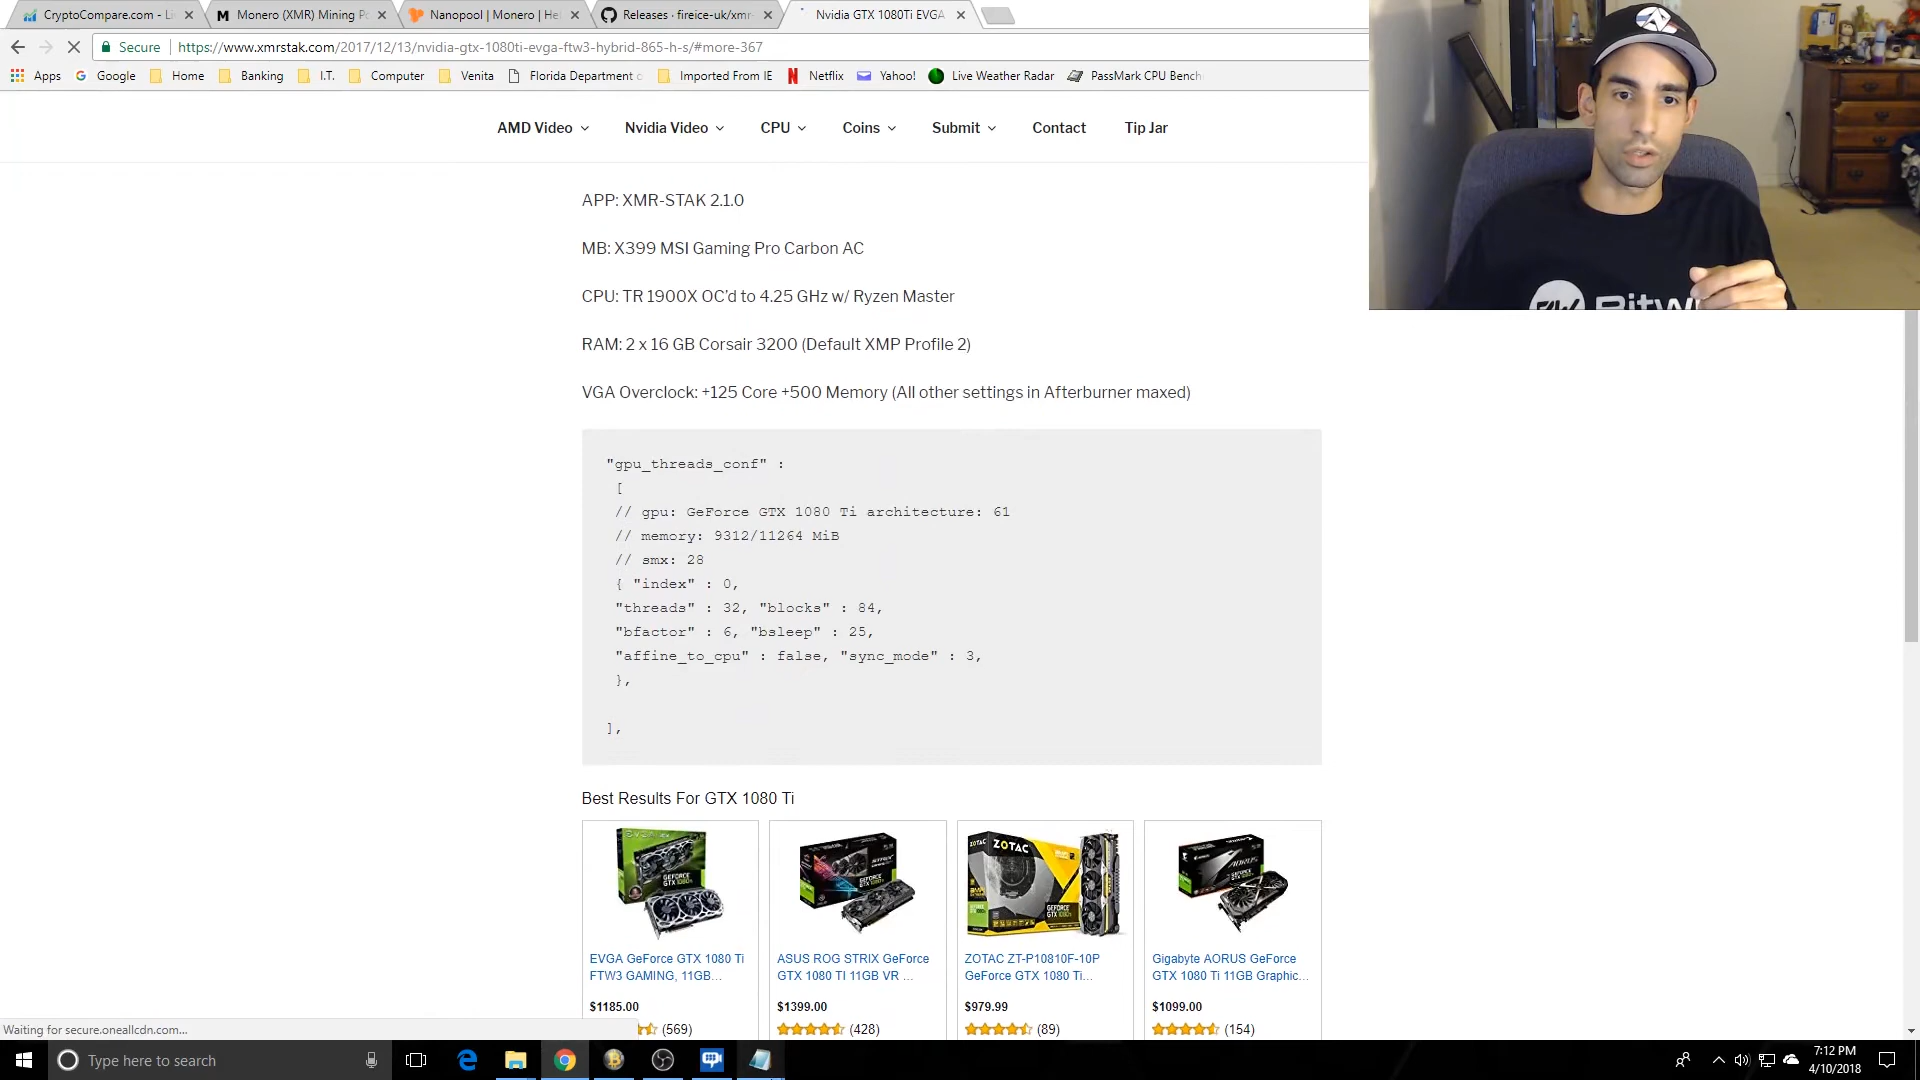 CryptoCompare.com - Li
Monero (XMR) Mining Po
Nanopool | Monero | Hel
Releases · fireice-uk/xmr-
Nvidia GTX 1080Ti EVGA
Secure
https://www.xmrstak.com/2017/12/13/nvidia-gtx-1080ti-evga-ftw3-hybrid-865-h-s/#more-367
Apps
Google
Home
Banking
I.T.
Computer
Venita
Florida Department o
Imported From IE
Netflix
Yahoo!
Live Weather Radar
PassMark CPU Bench
AMD Video
Nvidia Video
CPU
Coins
Submit
Contact
Tip Jar
APP: XMR-STAK 2.1.0
MB: X399 MSI Gaming Pro Carbon AC
CPU: TR 1900X OC'd to 4.25 GHz w/ Ryzen Master
RAM: 2 x 16 GB Corsair 3200 (Default XMP Profile 2)
VGA Overclock: +125 Core +500 Memory (All other settings in Afterburner maxed)
"gpu_threads_conf" :
[
// gpu: GeForce GTX 1080 Ti architecture: 61
// memory: 9312/11264 MiB
// smx: 28
{ "index" : 0,
"threads" : 32, "blocks" : 84,
"bfactor" : 6, "bsleep" : 25,
"affine_to_cpu" : false, "sync_mode" : 3,
},
],
Best Results For GTX 1080 Ti
ZOTAC
EVGA GeForce GTX 1080 Ti
FTW3 GAMING, 11GB...
$1185.00
(569)
ASUS ROG STRIX GeForce
GTX 1080 TI 11GB VR ...
$1399.00
(428)
ZOTAC ZT-P10810F-10P
GeForce GTX 1080 Ti...
$979.99
(89)
Gigabyte AORUS GeForce
GTX 1080 Ti 11GB Graphic...
$1099.00
(154)
Waiting for secure.oneallcdn.com...
Type here to search
7:12 PM
4/10/2018